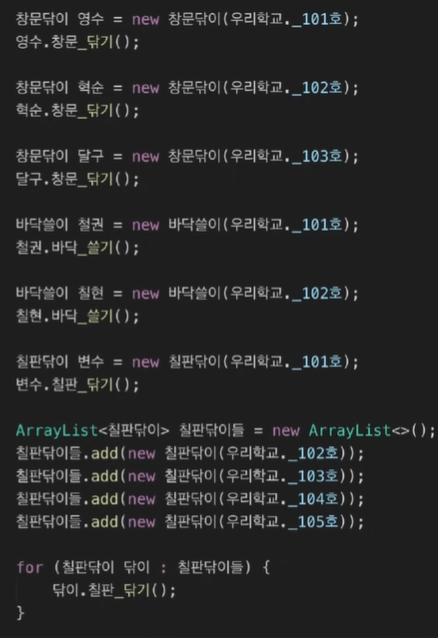 창문닦이 영수 = new 창문닦이(우리학교._101호);
영수.창문_닦기();
창문닦이 혁순 = new 창문닦이(우리학교._102호);
혁순.창문_닦기();
창문닦이 달구 = new 창문닦이(우리학교._103호);
달구.창문_닦기();
바닥쓸이 철권 = new 바닥쓸이(우리학교._101호);
철권.바닥_쓸기();
바닥쓸이 칠현 = new 바닥쓸이(우리학교._102호);
칠현.바닥_쓸기();
칠판닦이 변수 = new 칠판닦이(우리학교._101호);
변수.칠판_닦기();
ArrayList<칠판닦이> 칠판닦이들 = new ArrayList<>();
칠판닦이들.add(new 칠판닦이(우리학교._102호));
칠판닦이들.add(new 칠판닦이(우리학교._103호));
칠판닦이들.add(new 칠판닦이(우리학교._104호));
칠판닦이들.add(new 칠판닦이(우리학교._105호));
for (칠판닦이 닦이 : 칠판닦이들) {
닦이.칠판_닦기();
}